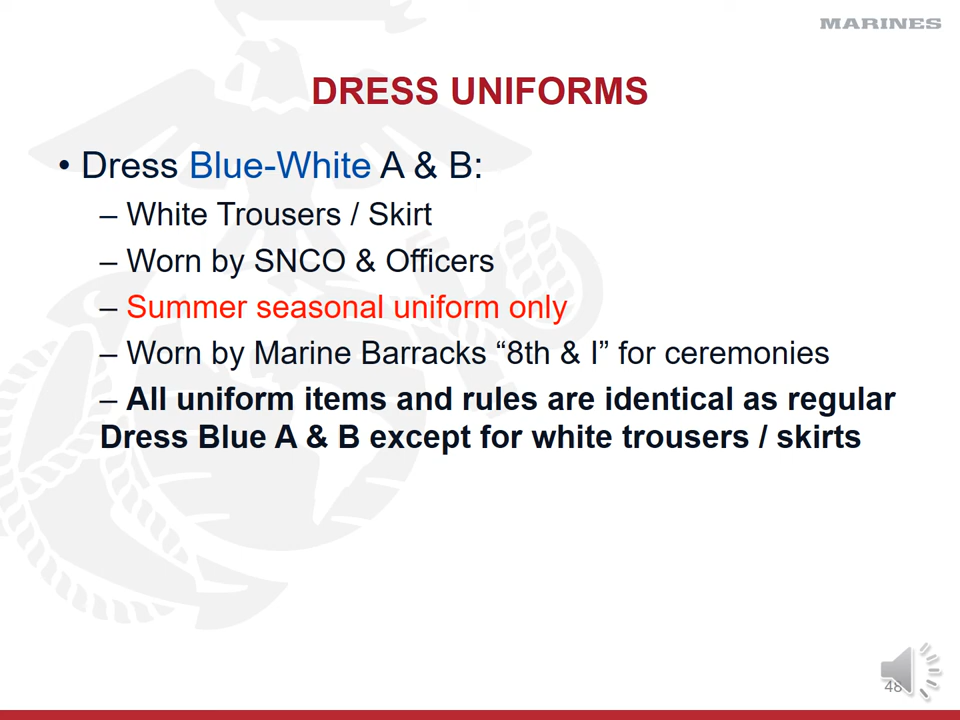 MARINES
DRESS UNIFORMS
• Dress Blue-White A & B:
– White Trousers / Skirt
– Worn by SNCO & Officers
– Summer seasonal uniform only
– Worn by Marine Barracks “8th & I” for ceremonies
– All uniform items and rules are identical as regular
Dress Blue A & B except for white trousers / skirts
48